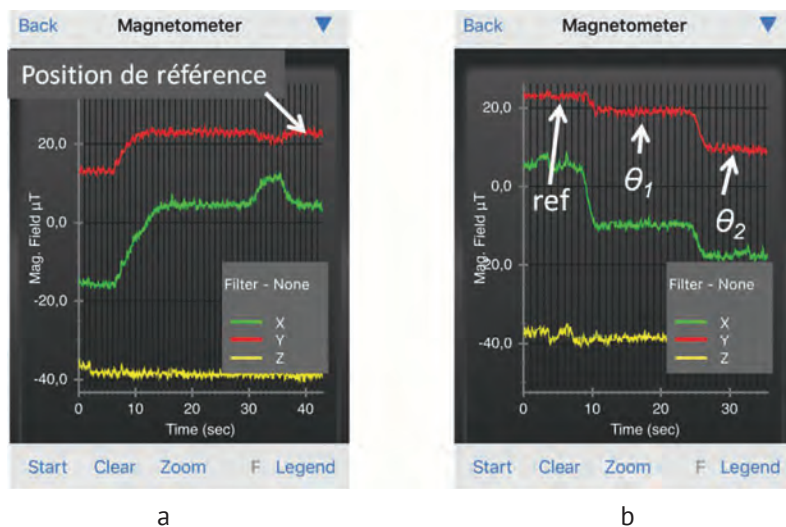 Back Magnetometer
Position de référence
20,0
0,0
-20,0
-40,0
Mag. Field µT
Filter - None
X
Y
Z
0 10 20 30 40
Time (sec)
Start Clear Zoom F Legend
a
Back Magnetometer
20,0
0,0
-20,0
-40,0
Mag. Field µT
ref
θ1
θ2
Filter - None
X
Y
Z
0 10 20 30
Time (sec)
Start Clear Zoom F Legend
b